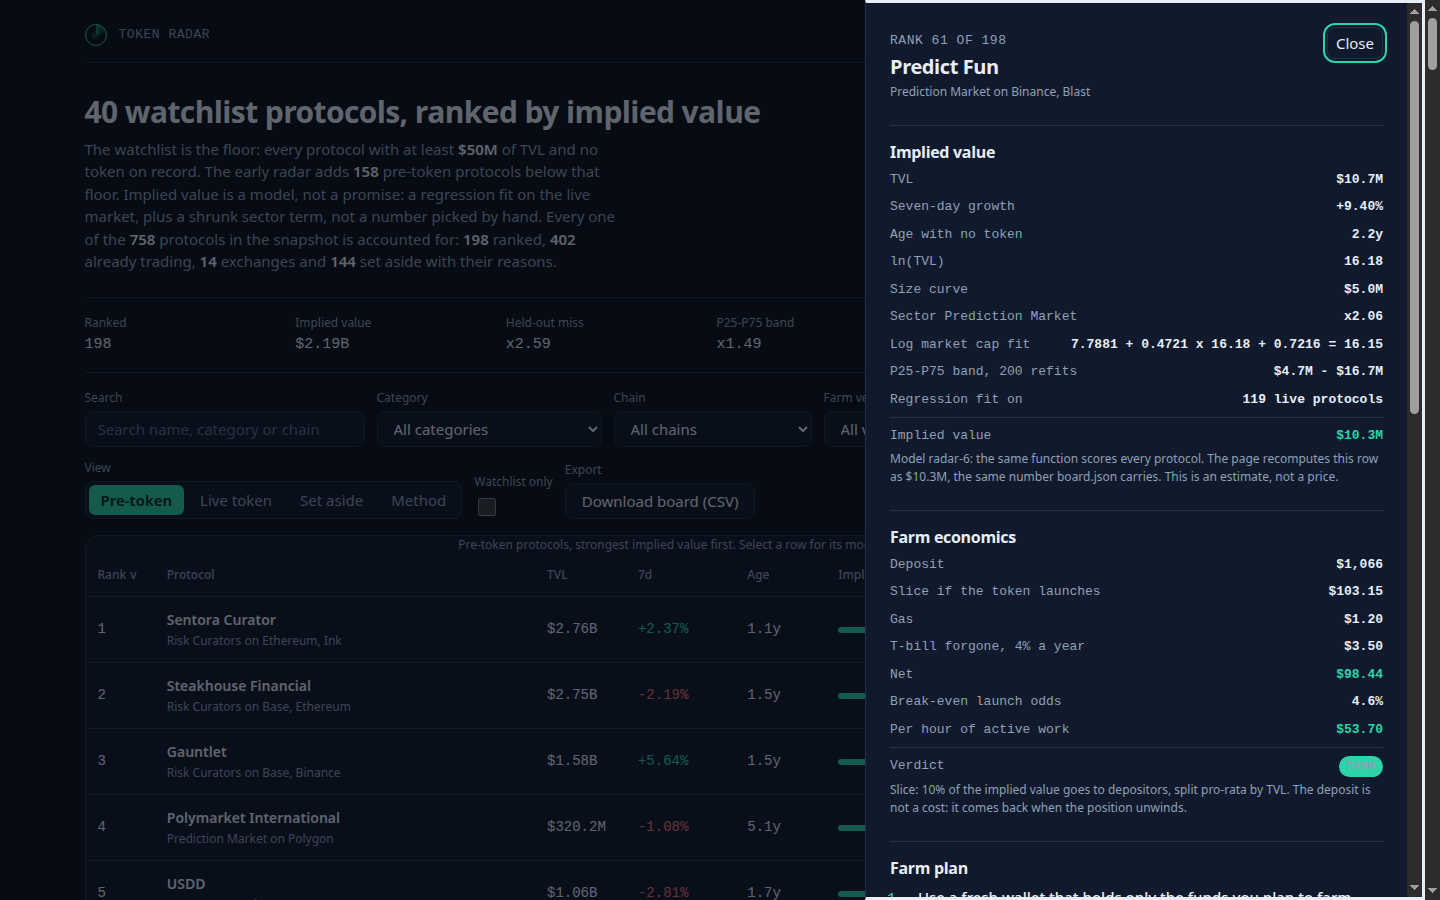 TOKEN RADAR
40 watchlist protocols, ranked by implied value
The watchlist is the floor: every protocol with at least $50M of TVL and no
token on record. The early radar adds 158 pre-token protocols below that
floor. Implied value is a model, not a promise: a regression fit on the live
market, plus a shrunk sector term, not a number picked by hand. Every one
of the 758 protocols in the snapshot is accounted for: 198 ranked, 402
already trading, 14 exchanges and 144 set aside with their reasons.
Ranked
198
Implied value
$2.19B
Held-out miss
x2.59
P25-P75 band
x1.49
Search
Search name, category or chain
Category
All categories
Chain
All chains
Farm ve
All v
View
Pre-token
Live token
Set aside
Method
Watchlist only
Export
Download board (CSV)
Pre-token protocols, strongest implied value first. Select a row for its mo
Rank v
Protocol
TVL
7d
Age
Impl
1
Sentora Curator
Risk Curators on Ethereum, Ink
$2.76B
+2.37%
1.1y
2
Steakhouse Financial
Risk Curators on Base, Ethereum
$2.75B
-2.19%
1.5y
3
Gauntlet
Risk Curators on Base, Binance
$1.58B
+5.64%
1.5y
4
Polymarket International
Prediction Market on Polygon
$320.2M
-1.08%
5.1y
5
USDD
$1.06B
-2.81%
1.7y
RANK 61 OF 198
Close
Predict Fun
Prediction Market on Binance, Blast
Implied value
TVL $10.7M
Seven-day growth +9.40%
Age with no token 2.2y
ln(TVL) 16.18
Size curve $5.0M
Sector Prediction Market x2.06
Log market cap fit 7.7881 + 0.4721 x 16.18 + 0.7216 = 16.15
P25-P75 band, 200 refits $4.7M - $16.7M
Regression fit on 119 live protocols
Implied value $10.3M
Model radar-6: the same function scores every protocol. The page recomputes this row
as $10.3M, the same number board.json carries. This is an estimate, not a price.
Farm economics
Deposit $1,066
Slice if the token launches $103.15
Gas $1.20
T-bill forgone, 4% a year $3.50
Net $98.44
Break-even launch odds 4.6%
Per hour of active work $53.70
Verdict
Slice: 10% of the implied value goes to depositors, split pro-rata by TVL. The deposit is
not a cost: it comes back when the position unwinds.
Farm plan
1 Use a fresh wallet that holds only the funds you plan to farm